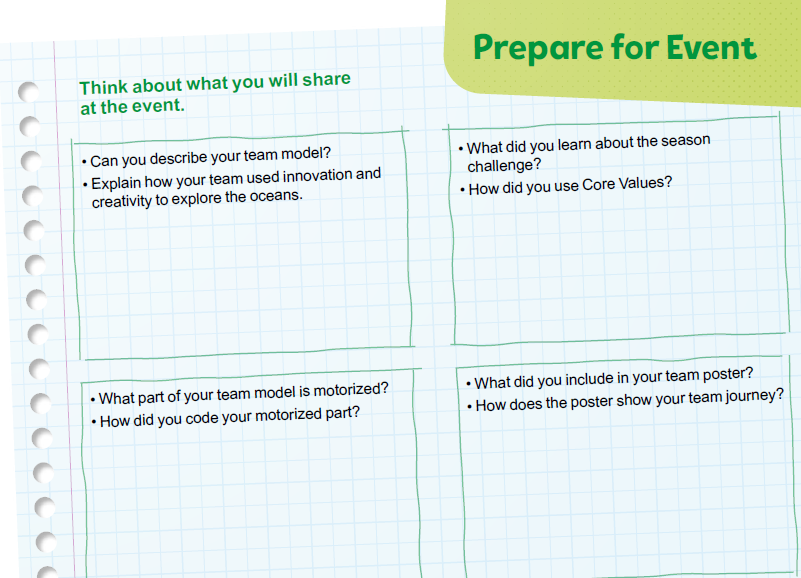 Prepare for Event
Think about what you will share
at the event.
• Can you describe your team model?
• Explain how your team used innovation and
creativity to explore the oceans.
• What did you learn about the season
challenge?
• How did you use Core Values?
• What part of your team model is motorized?
• How did you code your motorized part?
• What did you include in your team poster?
• How does the poster show your team journey?